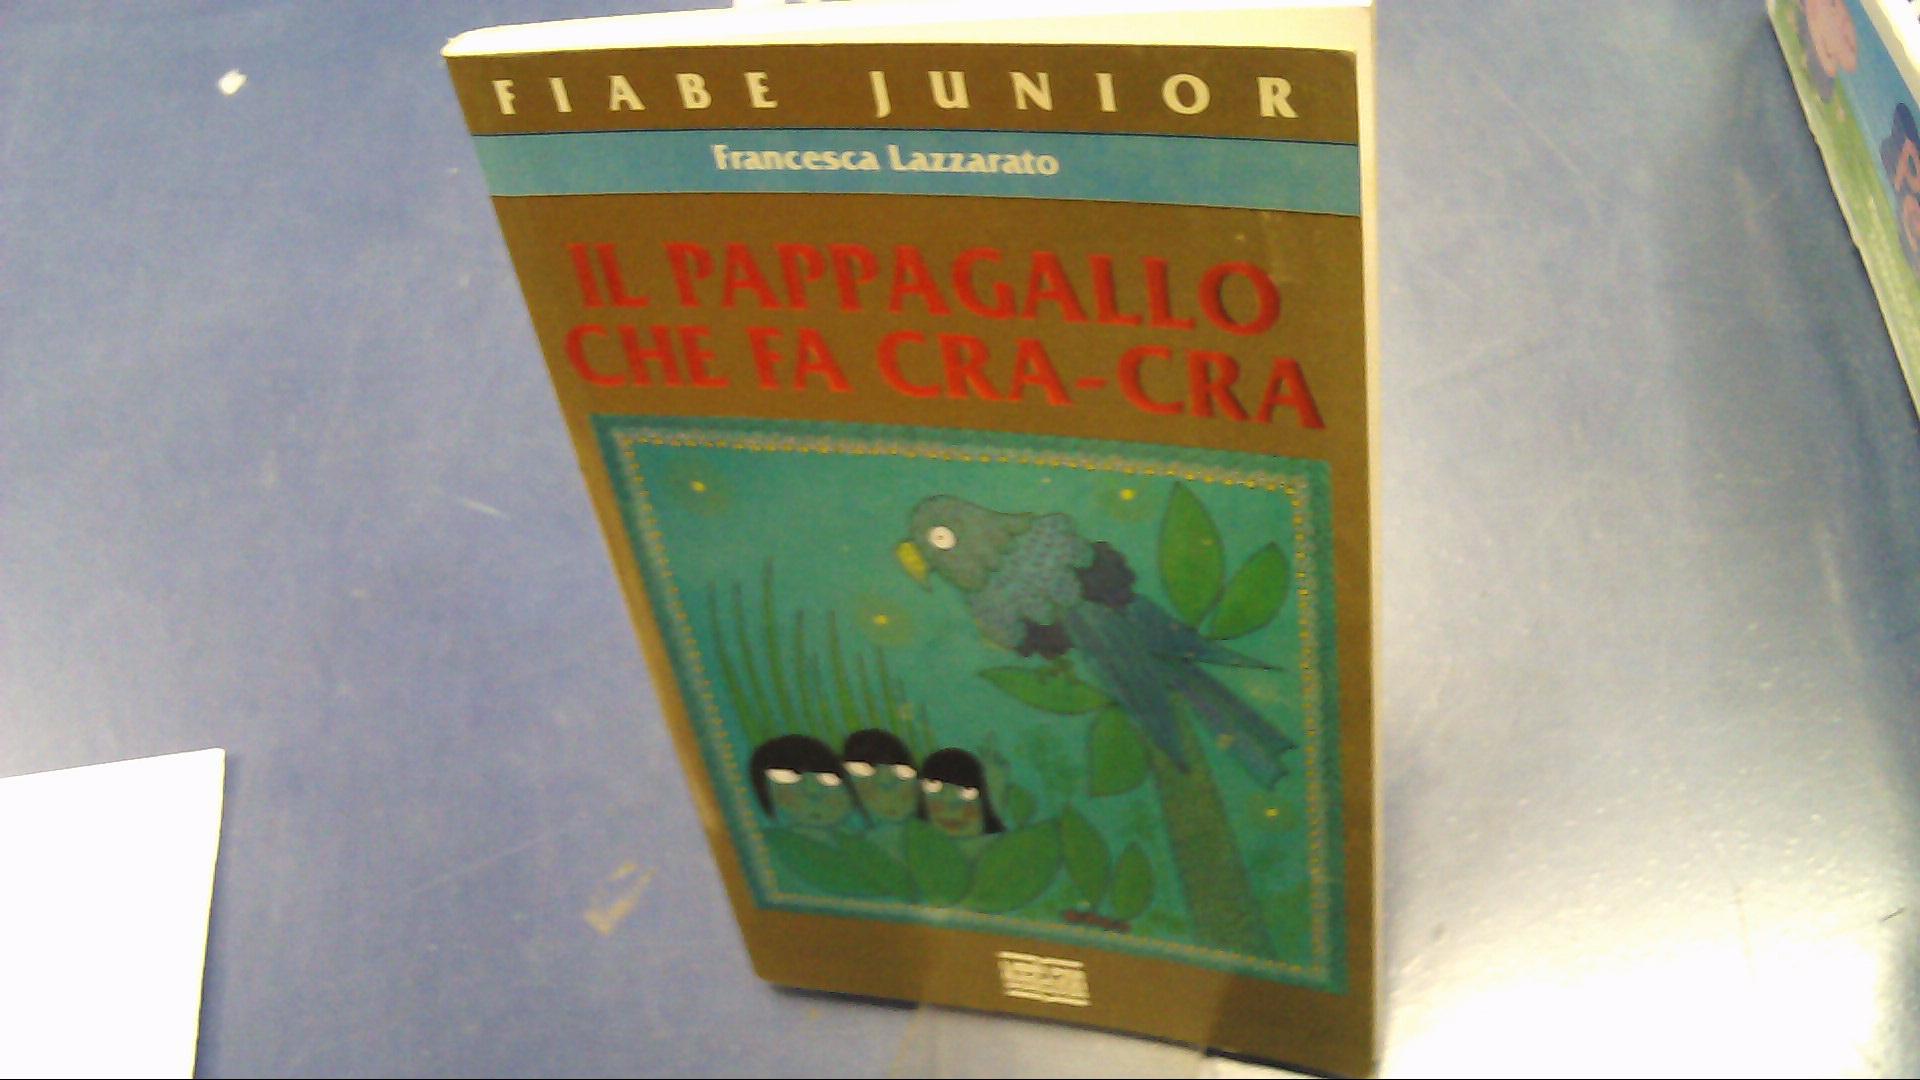 FIABE JUNIOR
Francesca Lazzarato
IL PAPPAGALLO
CHE FA CRA-CRA